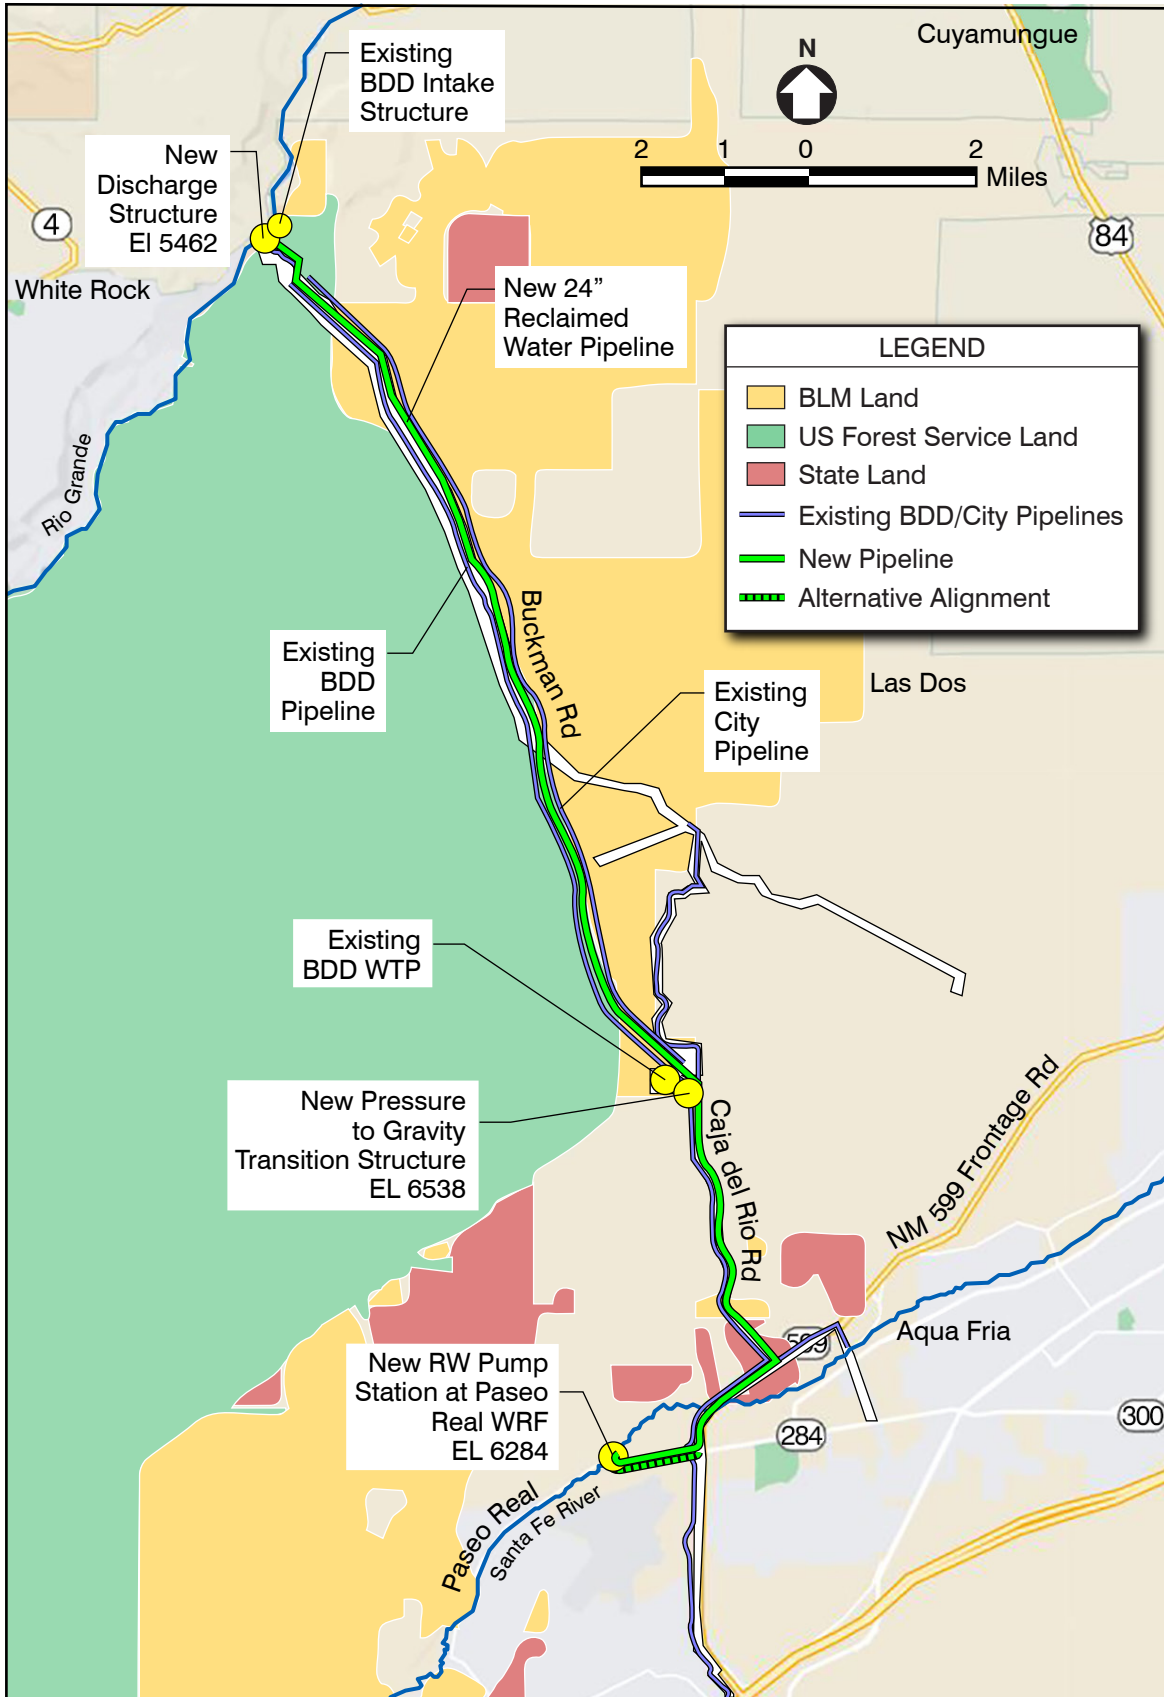 Cuyamungue
Existing
BDD Intake
Structure
N
2 1 0 2
Miles
New
Discharge
Structure
El 5462
4
84
White Rock
New 24”
Reclaimed
Water Pipeline
LEGEND
BLM Land
US Forest Service Land
State Land
Existing BDD/City Pipelines
New Pipeline
Alternative Alignment
Rio Grande
Buckman Rd
Existing
BDD
Pipeline
Las Dos
Existing
City
Pipeline
Existing
BDD WTP
New Pressure
to Gravity
Transition Structure
EL 6538
Caja del Rio Rd
NM 599 Frontage Rd
599
Aqua Fria
New RW Pump
Station at Paseo
Real WRF
EL 6284
284
300
Paseo Real
Santa Fe River